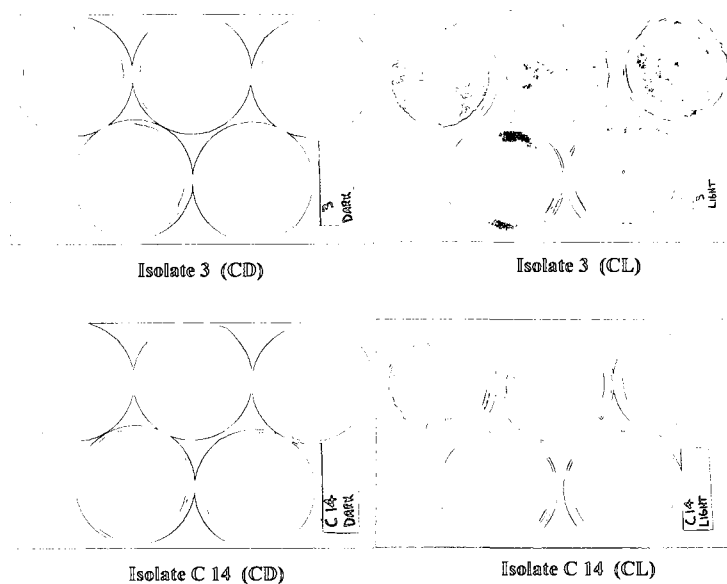 3
DARK
3
LIGHT
Isolate 3 (CD)
Isolate 3 (CL)
C 14
DARK
C 14
LIGHT
Isolate C 14 (CD)
Isolate C 14 (CL)